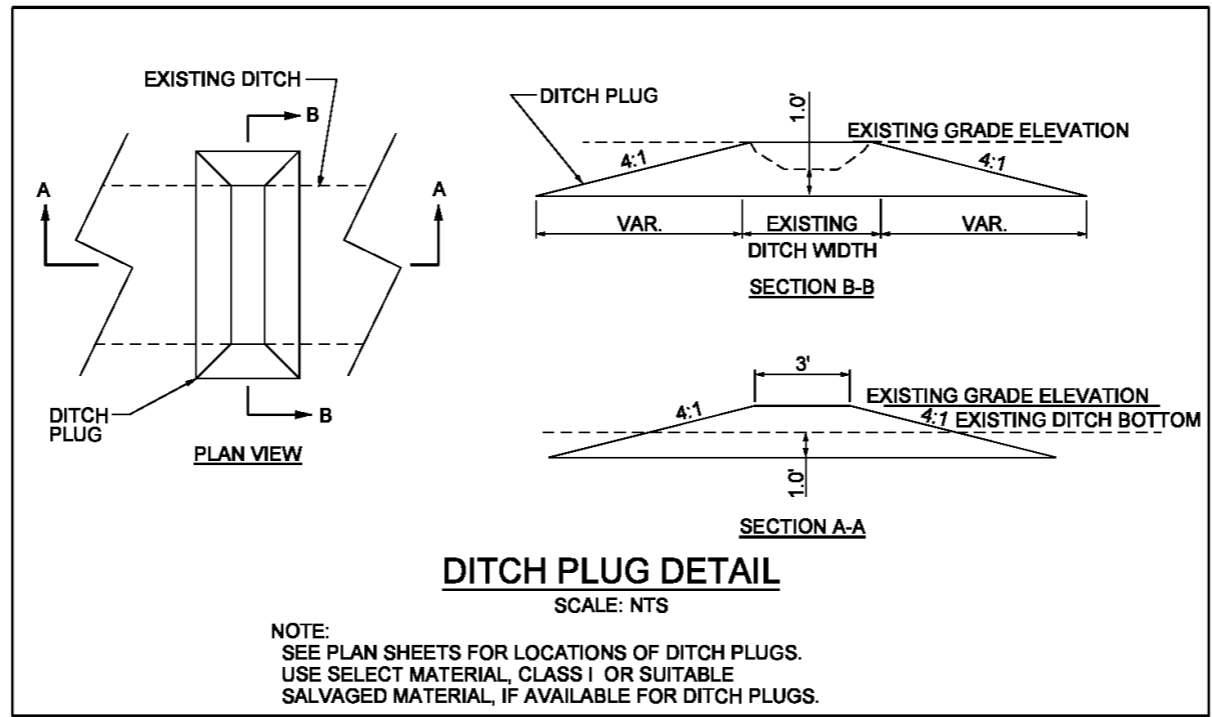 EXISTING DITCH
B
A
A
B
DITCH
PLUG
PLAN VIEW
DITCH PLUG
1.0'
EXISTING GRADE ELEVATION
4:1
4:1
VAR.
EXISTING
DITCH WIDTH
VAR.
SECTION B-B
3'
EXISTING GRADE ELEVATION
4:1
4:1 EXISTING DITCH BOTTOM
1.0'
SECTION A-A
DITCH PLUG DETAIL
SCALE: NTS
NOTE:
SEE PLAN SHEETS FOR LOCATIONS OF DITCH PLUGS.
USE SELECT MATERIAL, CLASS I OR SUITABLE
SALVAGED MATERIAL, IF AVAILABLE FOR DITCH PLUGS.